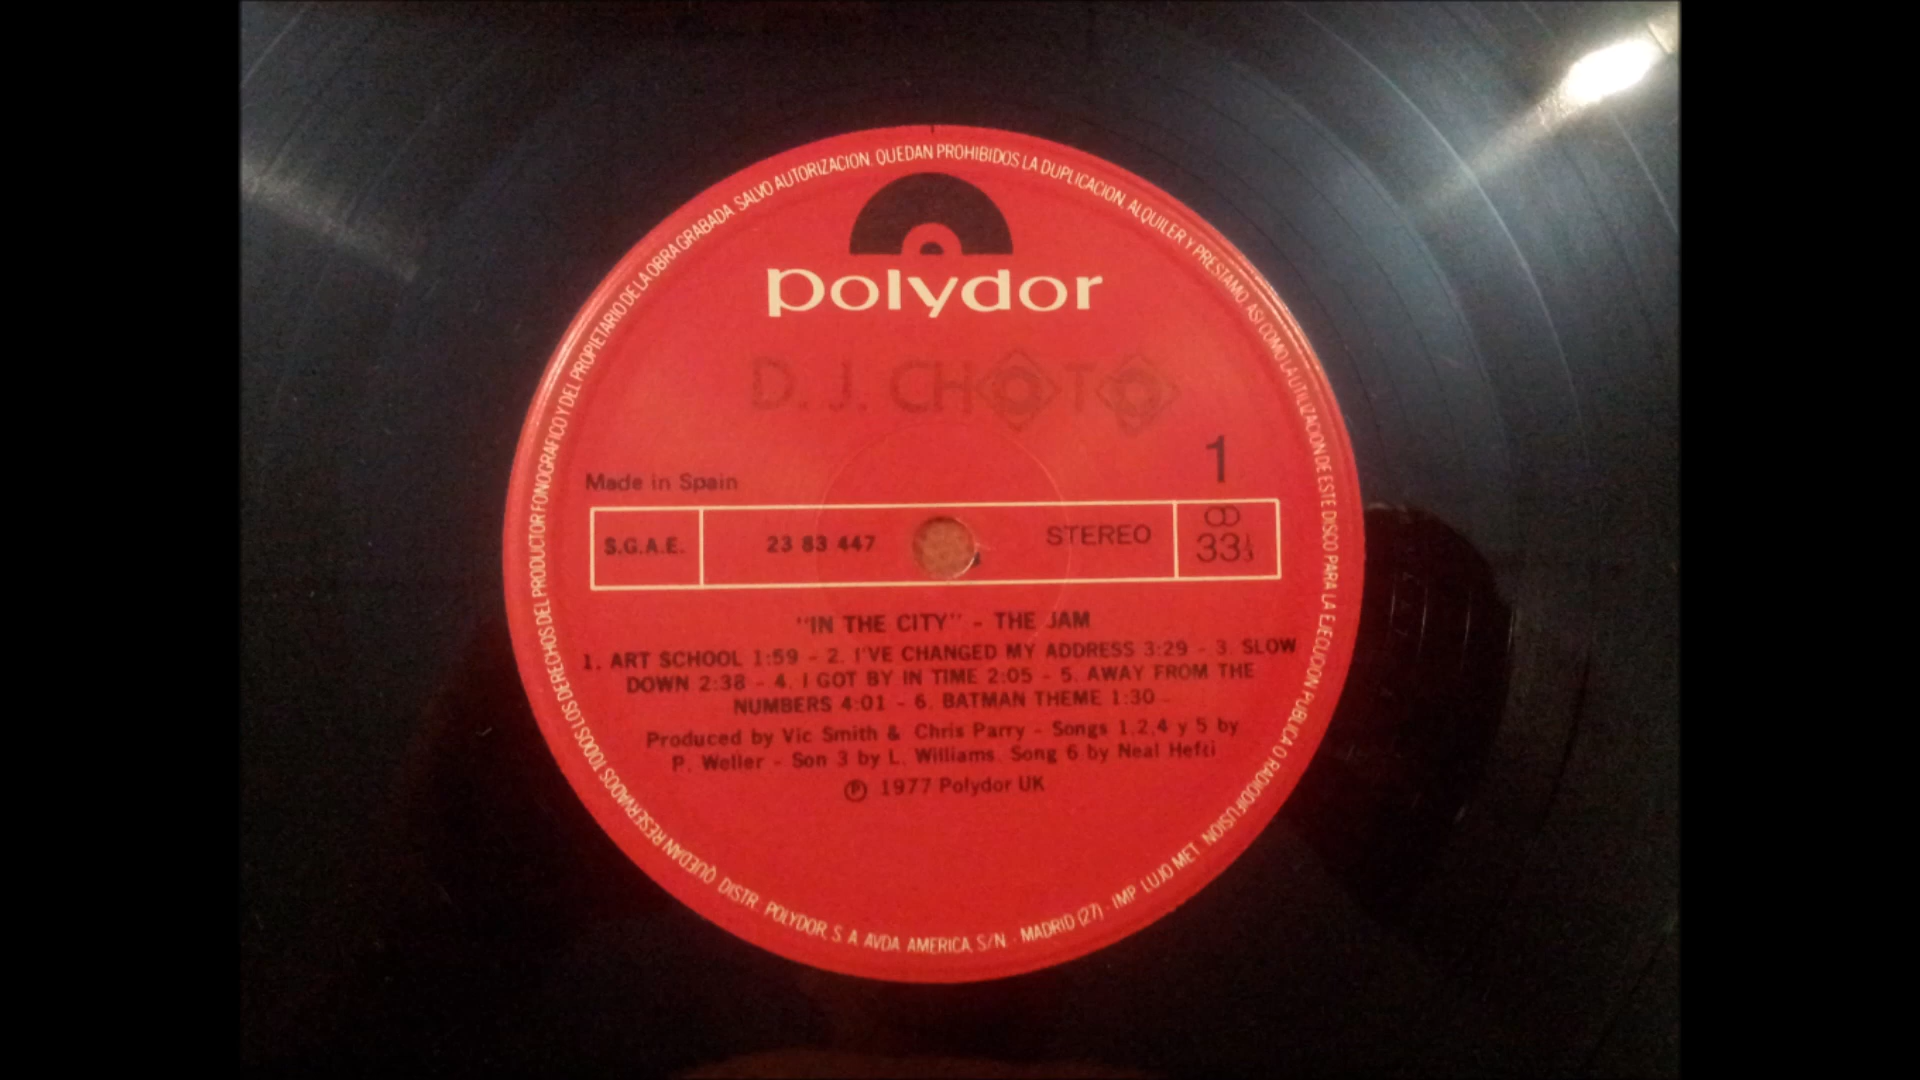 QUEDAN RESERVADOS TODOS LOS DERECHOS DEL PRODUCTOR FONOGRAFICO Y DEL PROPIETARIO DE LA OBRA GRABADA. SALVO AUTORIZACION, QUEDAN PROHIBIDOS LA DUPLICACION, ALQUILER Y PRESTAMO, ASI COMO LA UTILIZACION DE ESTE DISCO PARA LA EJECUCION PUBLICA O RADIODIFUSION
polydor
D. J. CHOTO
1
Made in Spain
S.G.A.E.
23 83 447
STEREO
33⅓
"IN THE CITY" - THE JAM
1. ART SCHOOL 1:59 - 2. I'VE CHANGED MY ADDRESS 3:29 - 3. SLOW
DOWN 2:38 - 4. I GOT BY IN TIME 2:05 - 5. AWAY FROM THE
NUMBERS 4:01 - 6. BATMAN THEME 1:30
Produced by Vic Smith & Chris Parry - Songs 1,2,4 y 5 by
P. Weller - Son 3 by L. Williams. Song 6 by Neal Hefti
Ⓟ 1977 Polydor UK
DISTR. POLYDOR, S. A. AVDA. AMERICA, S/N. - MADRID (27) - IMP. LUJO MET.